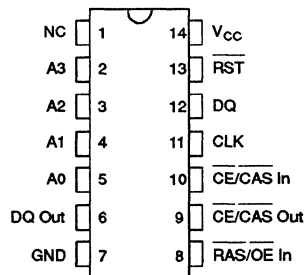 NC 1 14 VCC
A3 2 13 RST
A2 3 12 DQ
A1 4 11 CLK
A0 5 10 CE/CAS In
DQ Out 6 9 CE/CAS Out
GND 7 8 RAS/OE In